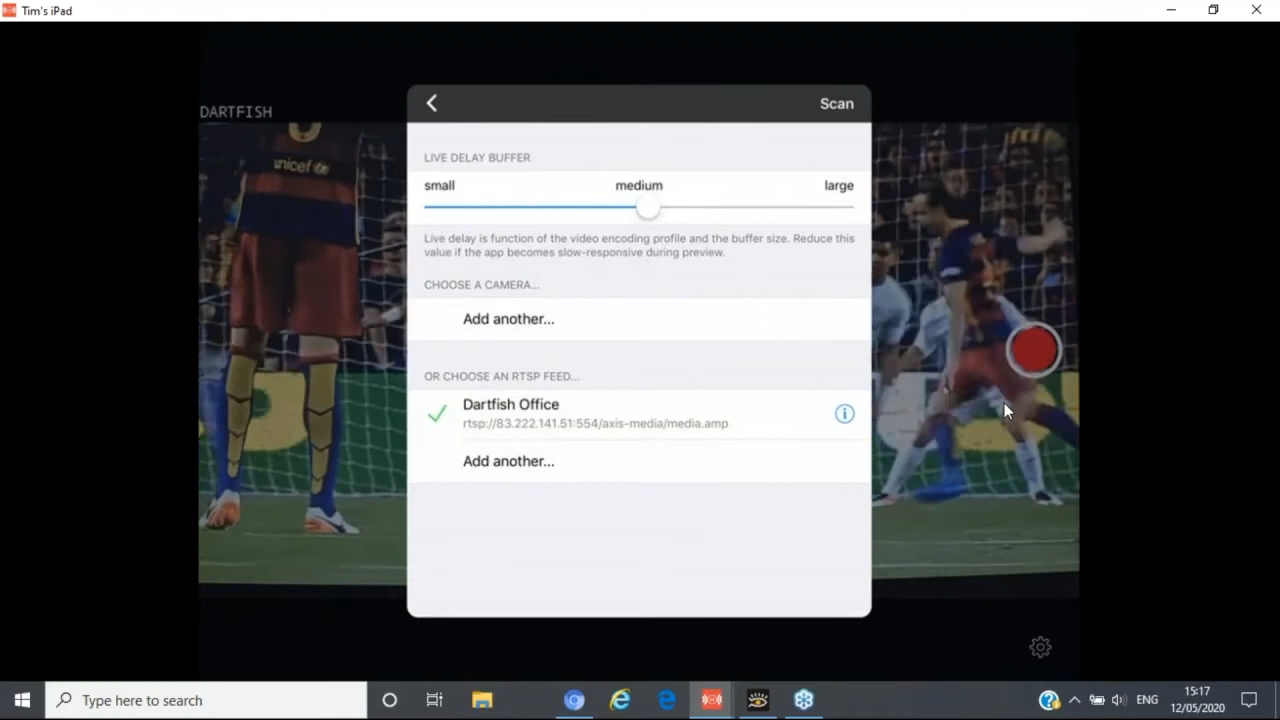 Tim's iPad
DARTFISH
Scan
LIVE DELAY BUFFER
small medium large
Live delay is function of the video encoding profile and the buffer size. Reduce this
value if the app becomes slow-responsive during preview.
CHOOSE A CAMERA...
Add another...
OR CHOOSE AN RTSP FEED...
Dartfish Office
rtsp://83.222.141.51:554/axis-media/media.amp
Add another...
unicef
Type here to search
ENG
15:17
12/05/2020